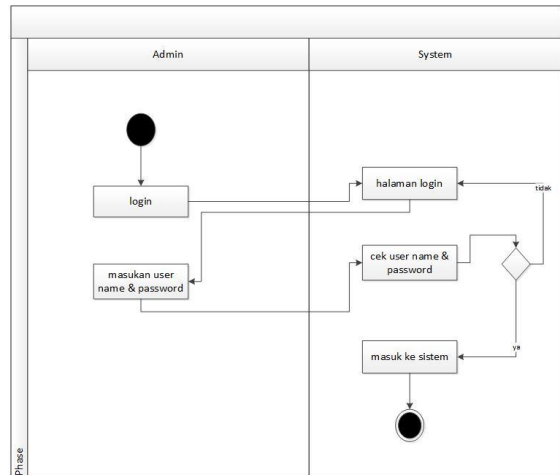 Admin
System
login
halaman login
tidak
masukan user
name & password
cek user name &
password
ya
masuk ke sistem
Phase